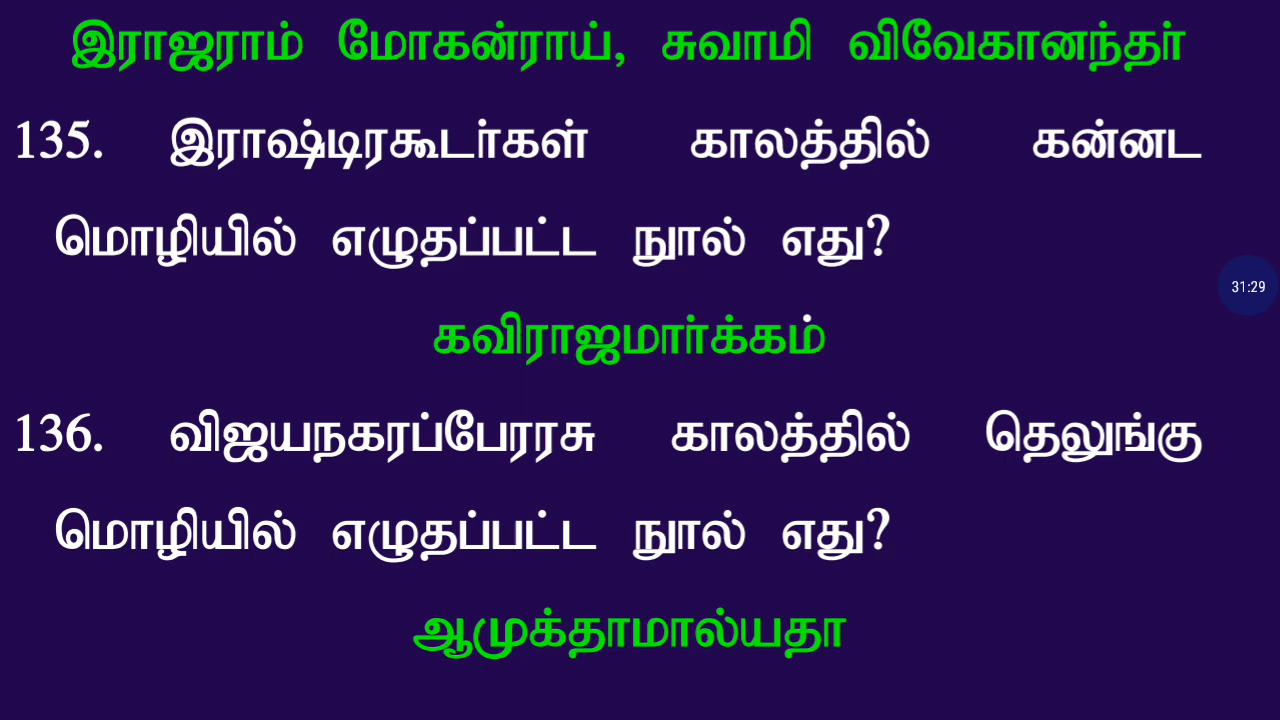 இராஜராம் மோகன்ராய், சுவாமி விவேகானந்தர்
135. இராஷ்டிரகூடர்கள் காலத்தில் கன்னட
மொழியில் எழுதப்பட்ட நூல் எது?
31:29
கவிராஜமார்க்கம்
136. விஜயநகரப்பேரரசு காலத்தில் தெலுங்கு
மொழியில் எழுதப்பட்ட நூல் எது?
ஆமுக்தாமால்யதா